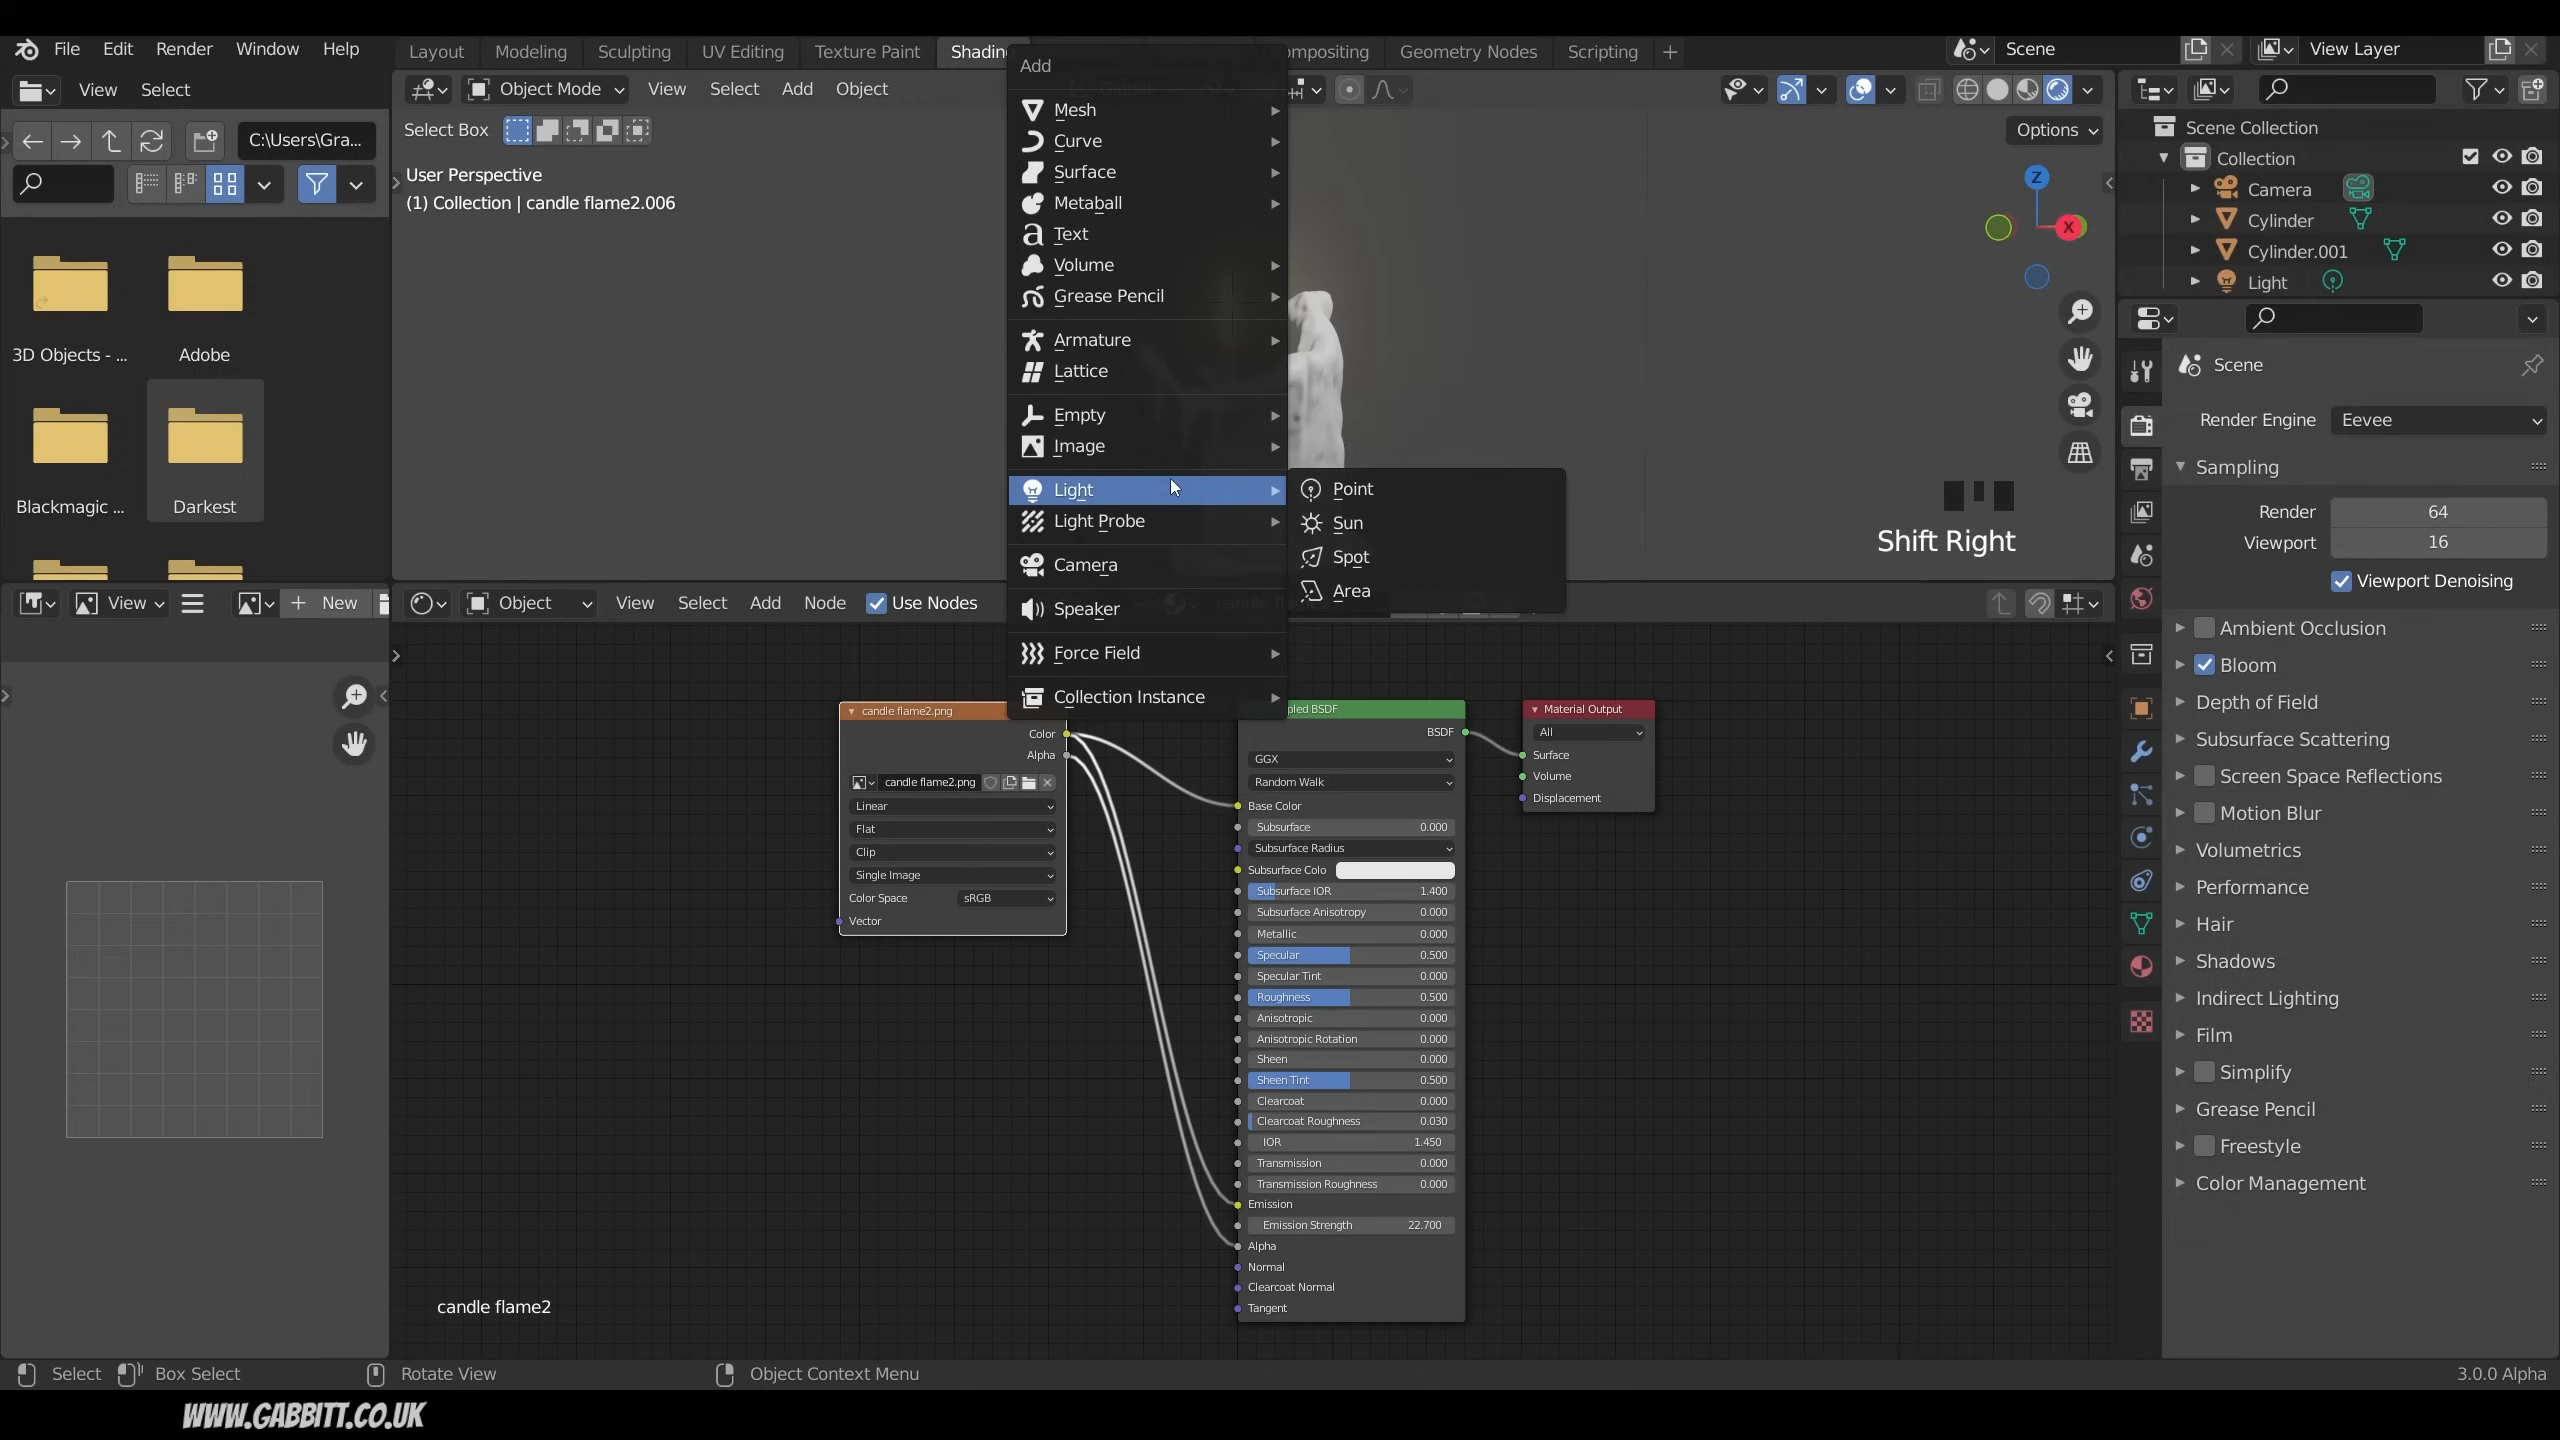 File Edit Render Window Help
Layout Modeling Sculpting UV Editing Texture Paint Shading
ompositing Geometry Nodes Scripting
Scene
View Layer
View Select
Object Mode View Select Add Object
C:\Users\Gra...
Select Box
Options
User Perspective
(1) Collection | candle flame2.006
3D Objects - ...
Adobe
Blackmagic ...
Darkest
Add
Mesh
Curve
Surface
Metaball
Text
Volume
Grease Pencil
Armature
Lattice
Empty
Image
Light
Light Probe
Camera
Speaker
Force Field
Collection Instance
Point
Sun
Spot
Area
Z
X
Shift Right
Scene Collection
Collection
Camera
Cylinder
Cylinder.001
Light
Scene
Render Engine Eevee
Sampling
Render 64
Viewport 16
Viewport Denoising
Ambient Occlusion
Bloom
Depth of Field
Subsurface Scattering
Screen Space Reflections
Motion Blur
Volumetrics
Performance
Hair
Shadows
Indirect Lighting
Film
Simplify
Grease Pencil
Freestyle
Color Management
View
New
Object View Select Add Node Use Nodes
candle flame2.png
Color
Alpha
candle flame2.png
Linear
Flat
Clip
Single Image
Color Space sRGB
Vector
pled BSDF
BSDF
GGX
Random Walk
Base Color
Subsurface 0.000
Subsurface Radius
Subsurface Colo
Subsurface IOR 1.400
Subsurface Anisotropy 0.000
Metallic 0.000
Specular 0.500
Specular Tint 0.000
Roughness 0.500
Anisotropic 0.000
Anisotropic Rotation 0.000
Sheen 0.000
Sheen Tint 0.500
Clearcoat 0.000
Clearcoat Roughness 0.030
IOR 1.450
Transmission 0.000
Transmission Roughness 0.000
Emission
Emission Strength 22.700
Alpha
Normal
Clearcoat Normal
Tangent
Material Output
All
Surface
Volume
Displacement
candle flame2
Select Box Select Rotate View Object Context Menu 3.0.0 Alpha
WWW.GABBITT.CO.UK